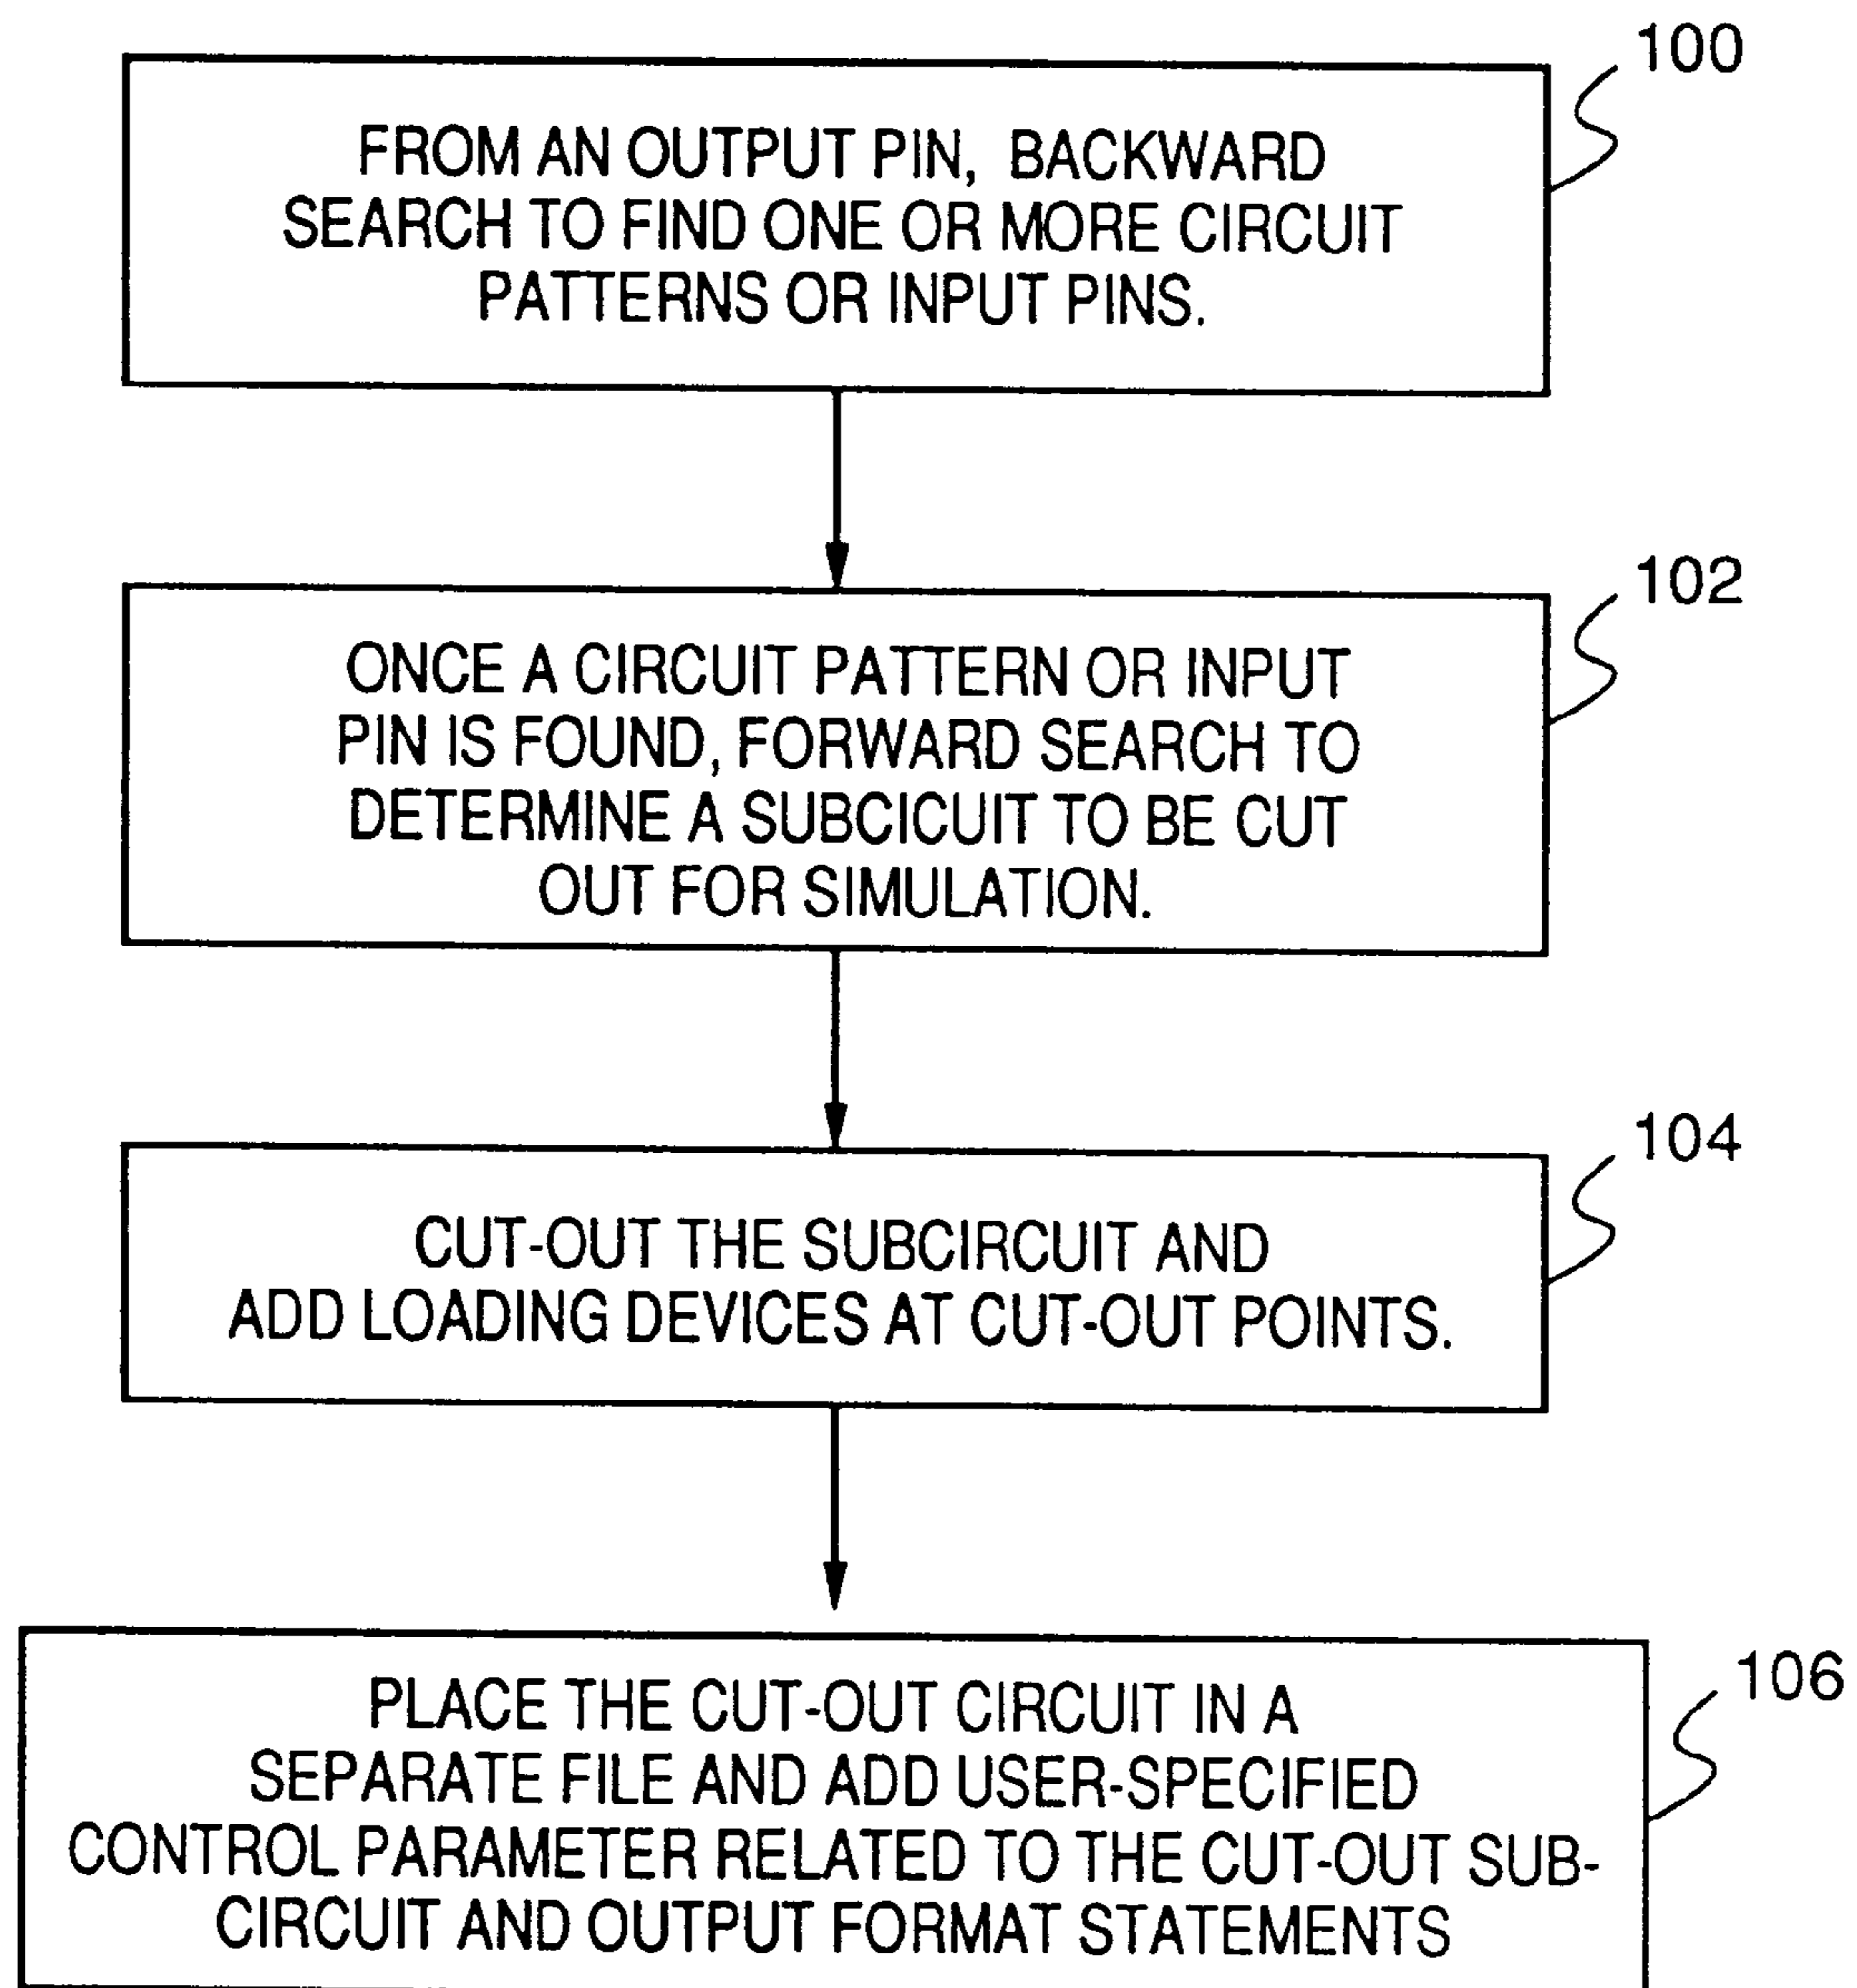 100
FROM AN OUTPUT PIN, BACKWARD
SEARCH TO FIND ONE OR MORE CIRCUIT
PATTERNS OR INPUT PINS.
102
ONCE A CIRCUIT PATTERN OR INPUT
PIN IS FOUND, FORWARD SEARCH TO
DETERMINE A SUBCICUIT TO BE CUT
OUT FOR SIMULATION.
104
CUT-OUT THE SUBCIRCUIT AND
ADD LOADING DEVICES AT CUT-OUT POINTS.
106
PLACE THE CUT-OUT CIRCUIT IN A
SEPARATE FILE AND ADD USER-SPECIFIED
CONTROL PARAMETER RELATED TO THE CUT-OUT SUB-
CIRCUIT AND OUTPUT FORMAT STATEMENTS